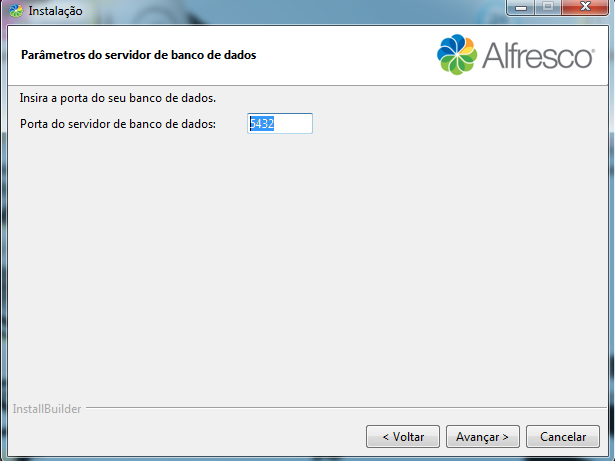 Instalação
Parâmetros do servidor de banco de dados
Alfresco®
Insira a porta do seu banco de dados.
Porta do servidor de banco de dados: 5432
InstallBuilder
< Voltar Avançar > Cancelar